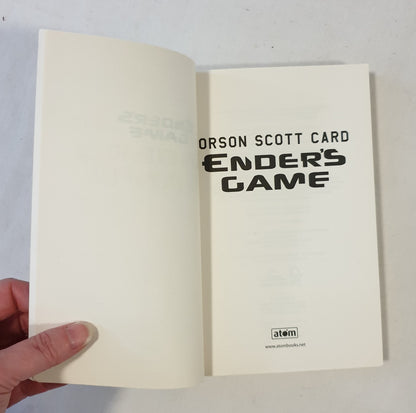 ORSON SCOTT CARD
ENDER'S
GAME
atom
www.atombooks.net